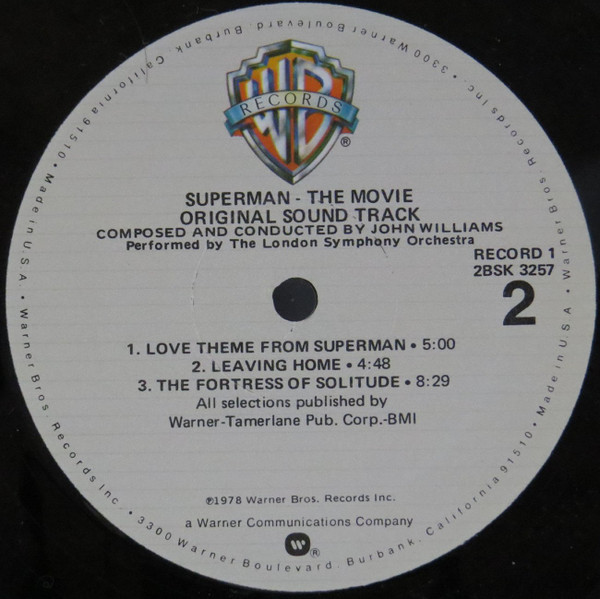 WB
RECORDS
®
SUPERMAN - THE MOVIE
ORIGINAL SOUND TRACK
COMPOSED AND CONDUCTED BY JOHN WILLIAMS
Performed by The London Symphony Orchestra
RECORD 1
2BSK 3257
2
1. LOVE THEME FROM SUPERMAN • 5:00
2. LEAVING HOME • 4:48
3. THE FORTRESS OF SOLITUDE • 8:29
All selections published by
Warner-Tamerlane Pub. Corp.-BMI
℗1978 Warner Bros. Records Inc.
a Warner Communications Company
W ®
Warner Bros. Records Inc. • 3300 Warner Boulevard, Burbank, California 91510 • Made in U.S.A. • Warner Bros. Records Inc. • 3300 Warner Boulevard, Burbank, California 91510 • Made in U.S.A. •